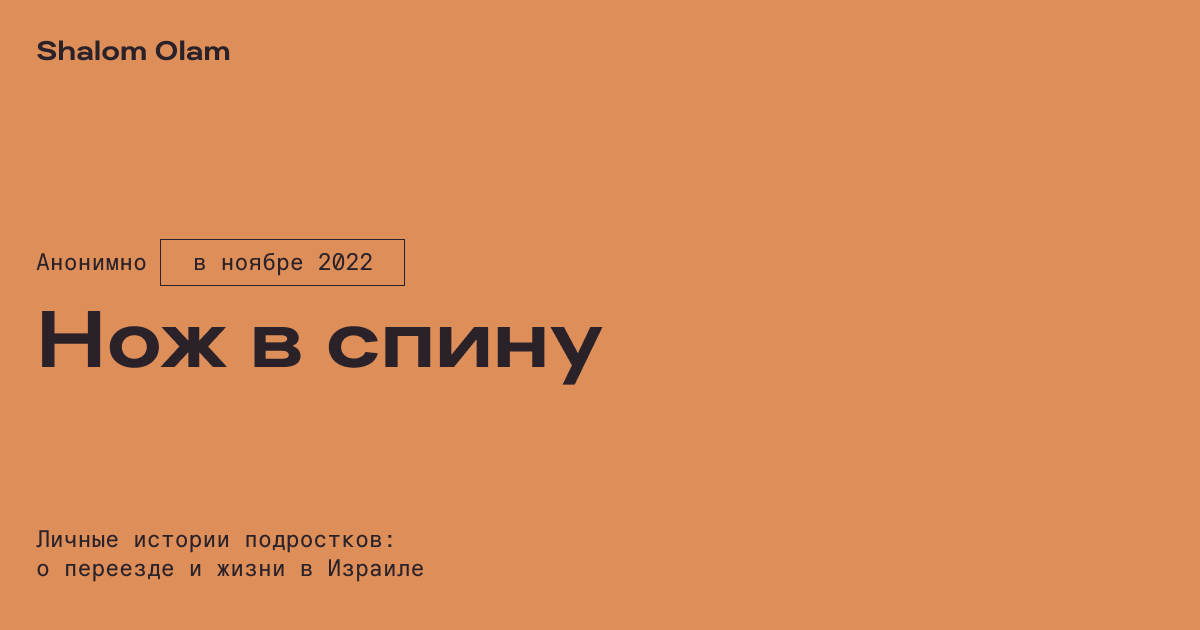 Shalom Olam
Анонимно в ноябре 2022
Нож в спину
Личные истории подростков:
о переезде и жизни в Израиле